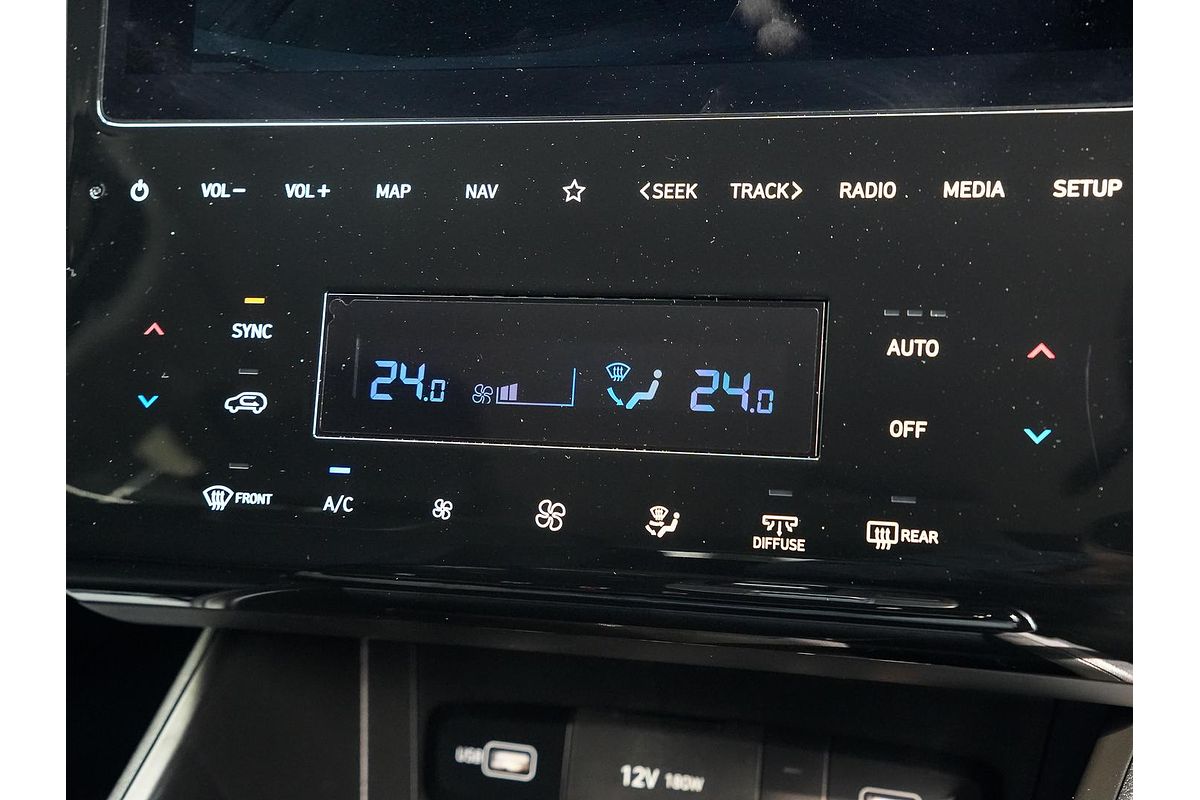 VOL− VOL+ MAP NAV <SEEK TRACK> RADIO MEDIA SETUP
SYNC
AUTO
24.0 24.0
OFF
FRONT A/C DIFFUSE REAR
USB
12V 180W